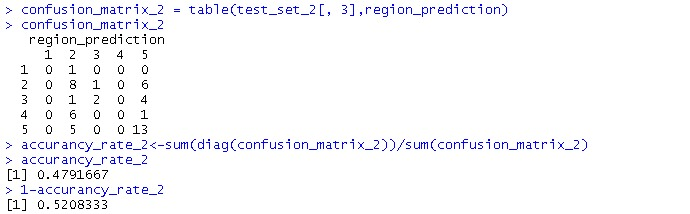 > confusion_matrix_2 = table(test_set_2[, 3],region_prediction)
> confusion_matrix_2
region_prediction
1 2 3 4 5
1 0 1 0 0 0
2 0 8 1 0 6
3 0 1 2 0 4
4 0 6 0 0 1
5 0 5 0 0 13
> accurancy_rate_2<-sum(diag(confusion_matrix_2))/sum(confusion_matrix_2)
> accurancy_rate_2
[1] 0.4791667
> 1-accurancy_rate_2
[1] 0.5208333